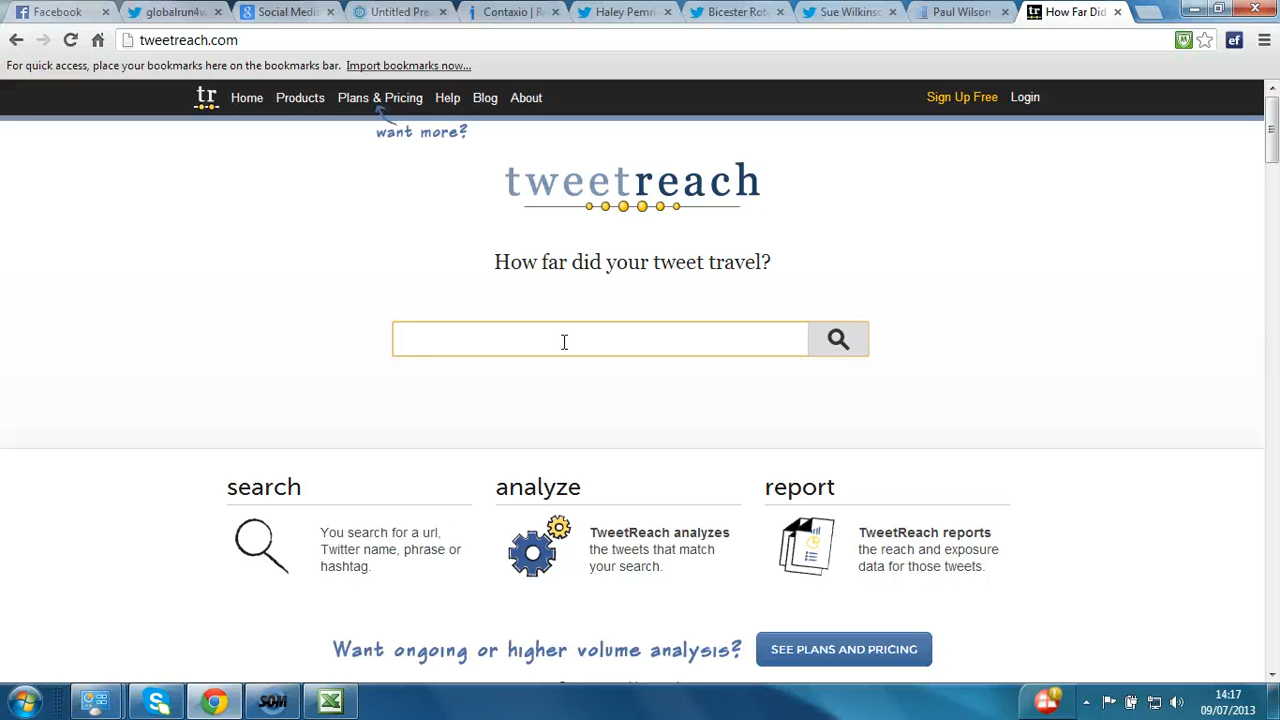 Facebook
globalrun4w
Social Media
Untitled Pre
Contaxio | R
Haley Pemr
Bicester Rot
Sue Wilkins
Paul Wilson
How Far Did
tweetreach.com
ef
For quick access, place your bookmarks here on the bookmarks bar. Import bookmarks now...
tr Home Products Plans & Pricing Help Blog About Sign Up Free Login
want more?
tweetreach
How far did your tweet travel?
search
You search for a url,
Twitter name, phrase or
hashtag.
analyze
TweetReach analyzes
the tweets that match
your search.
report
TweetReach reports
the reach and exposure
data for those tweets.
Want ongoing or higher volume analysis? SEE PLANS AND PRICING
SOM
14:17
09/07/2013